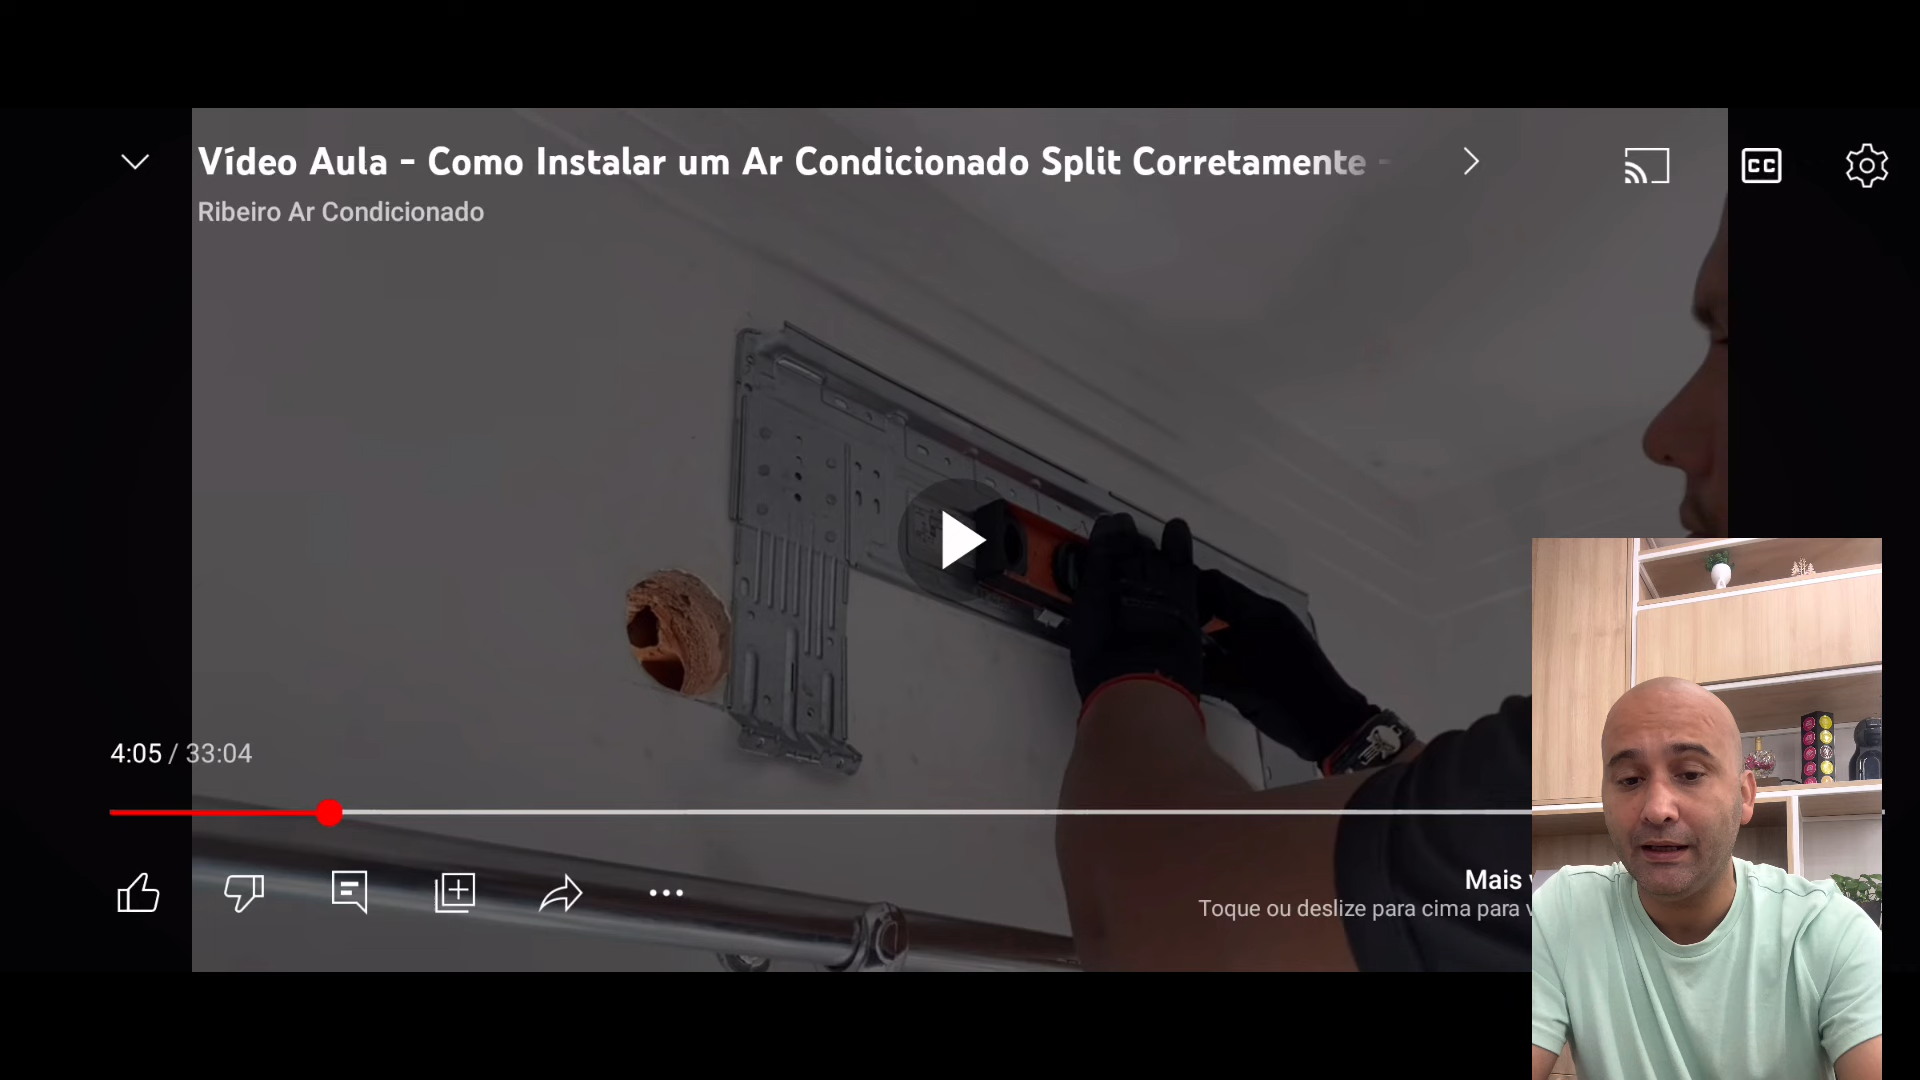 Vídeo Aula - Como Instalar um Ar Condicionado Split Corretamente -
Ribeiro Ar Condicionado
CC
4:05 / 33:04
Mais
Toque ou deslize para cima para